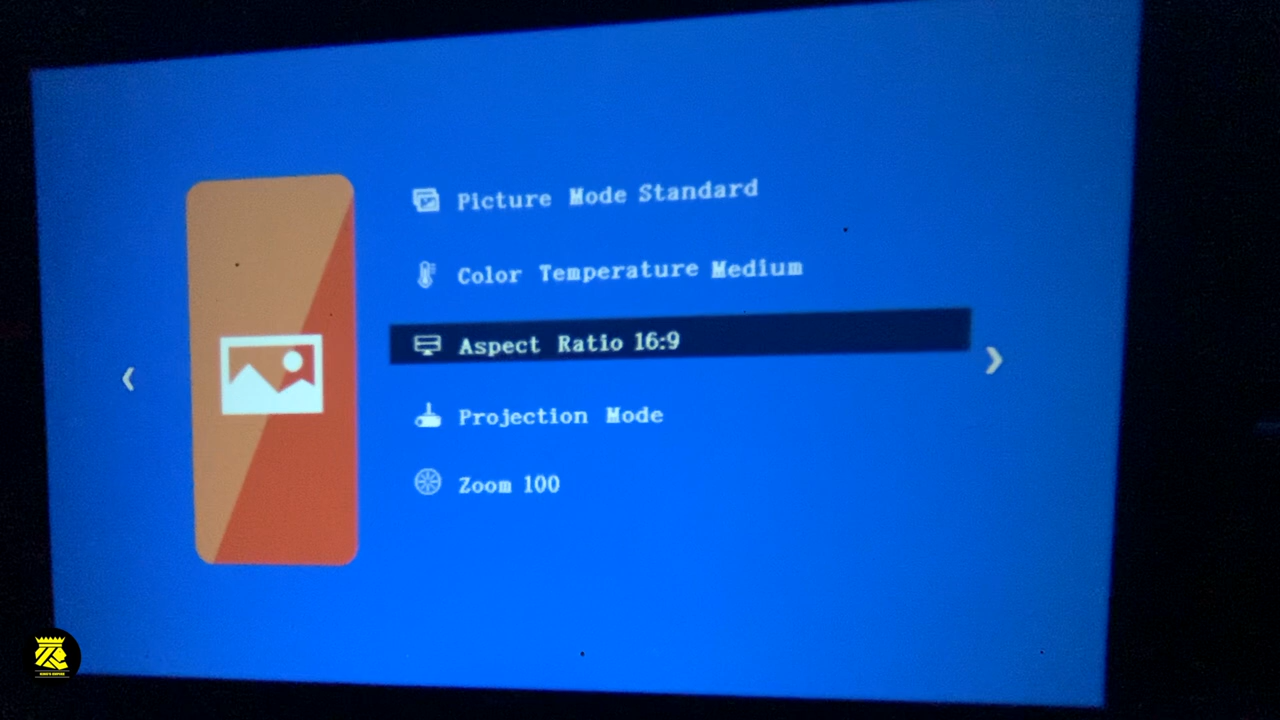 Picture Mode Standard
Color Temperature Medium
Aspect Ratio 16:9
Projection Mode
Zoom 100